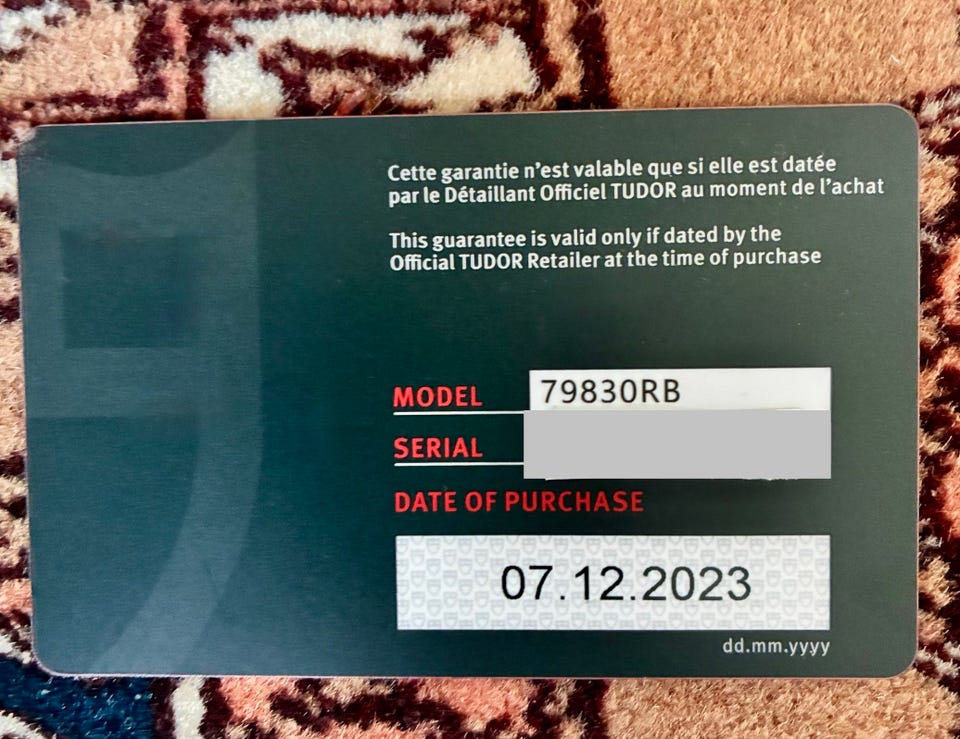 Cette garantie n'est valable que si elle est datée
par le Détaillant Officiel TUDOR au moment de l'achat
This guarantee is valid only if dated by the
Official TUDOR Retailer at the time of purchase
MODEL 79830RB
SERIAL
DATE OF PURCHASE
07.12.2023
dd.mm.yyyy